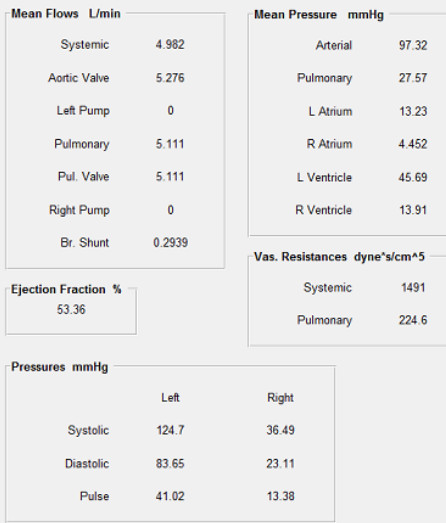 Mean Flows L/min
Systemic 4.982
Aortic Valve 5.276
Left Pump 0
Pulmonary 5.111
Pul. Valve 5.111
Right Pump 0
Br. Shunt 0.2939
Ejection Fraction %
53.36
Mean Pressure mmHg
Arterial 97.32
Pulmonary 27.57
L Atrium 13.23
R Atrium 4.452
L Ventricle 45.69
R Ventricle 13.91
Vas. Resistances dyne*s/cm^5
Systemic 1491
Pulmonary 224.6
Pressures mmHg
Left Right
Systolic 124.7 36.49
Diastolic 83.65 23.11
Pulse 41.02 13.38